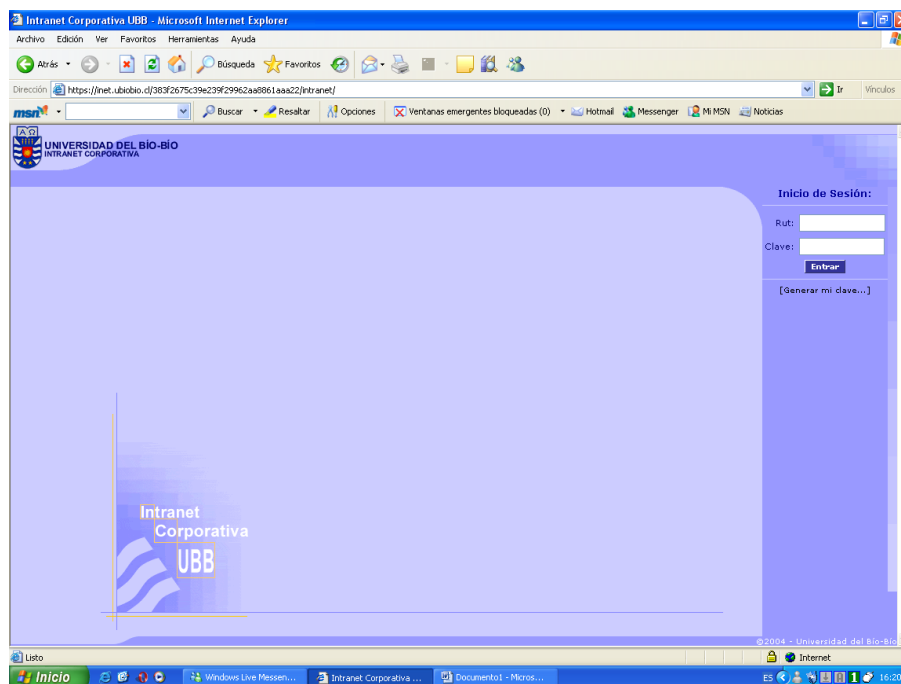 Intranet Corporativa UBB - Microsoft Internet Explorer
Archivo Edición Ver Favoritos Herramientas Ayuda
Atrás Búsqueda Favoritos
Dirección https://inet.ubiobio.cl/383f2675c39e239f29962aa8861aaa22/intranet/ Ir Vínculos
msn Buscar Resaltar Opciones Ventanas emergentes bloqueadas (0) Hotmail Messenger Mi MSN Noticias
ΑΩ
UNIVERSIDAD DEL BÍO-BÍO
INTRANET CORPORATIVA
Inicio de Sesión:
Rut:
Clave:
Entrar
[Generar mi clave...]
Intranet
Corporativa
UBB
©2004 - Universidad del Bío-Bío
Listo Internet
Inicio Windows Live Messen... Intranet Corporativa ... Documento1 - Micros... ES 1 16:20